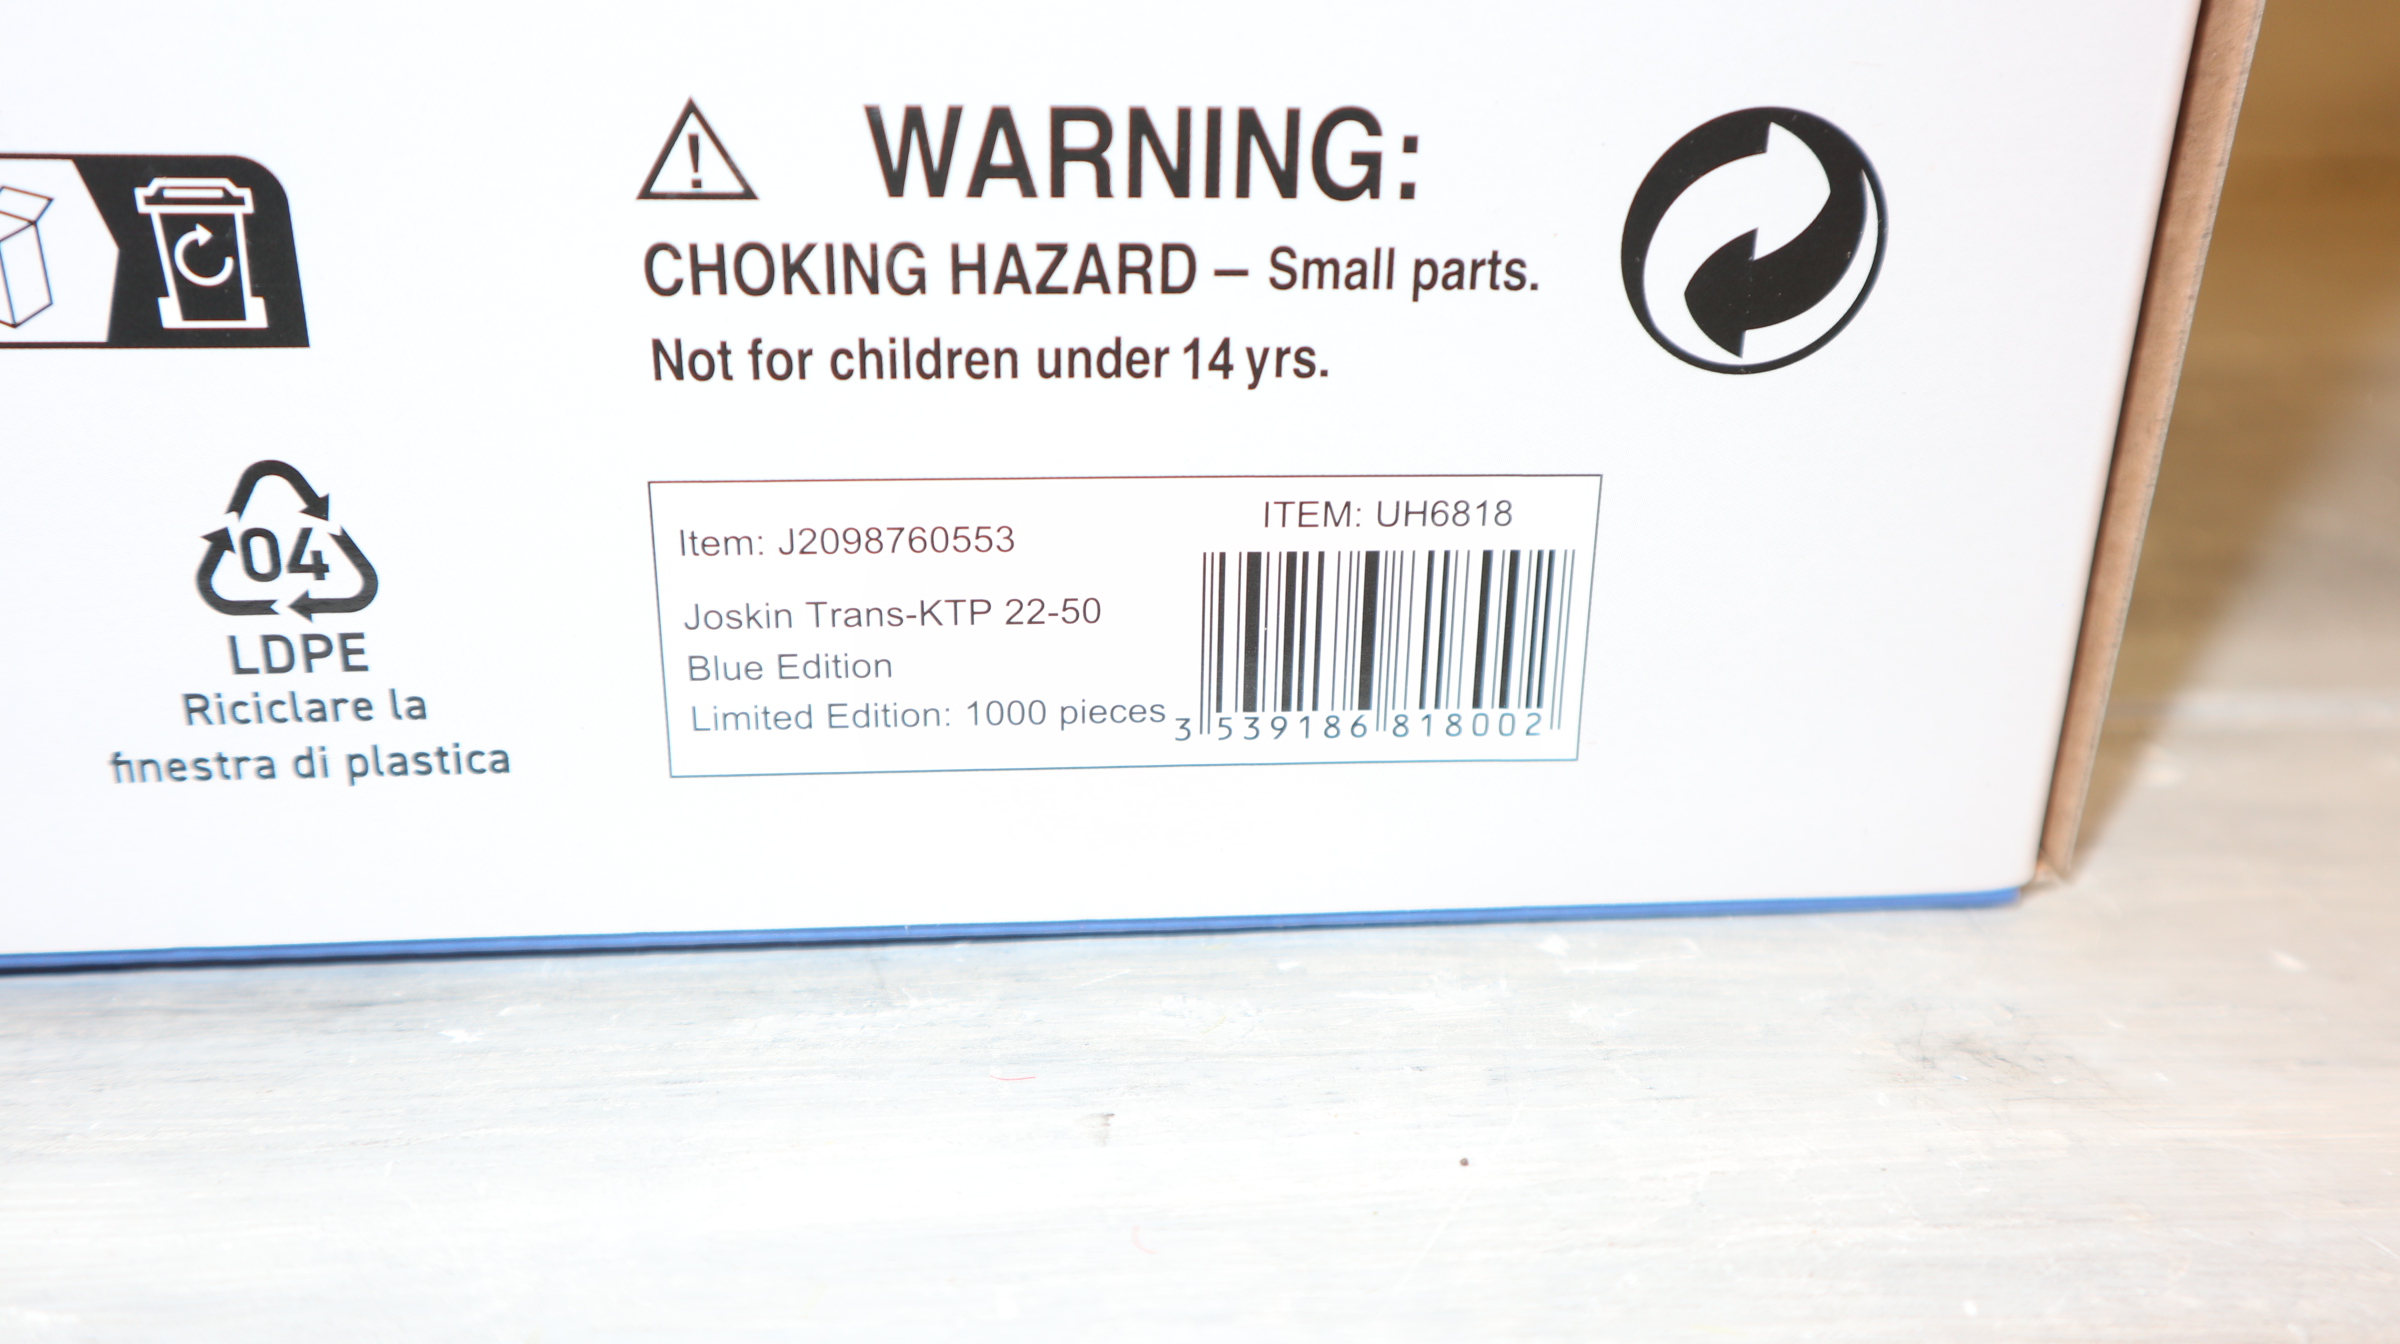 WARNING:
CHOKING HAZARD – Small parts.
Not for children under 14 yrs.
04
LDPE
Riciclare la
finestra di plastica
Item: J2098760553
Joskin Trans-KTP 22-50
Blue Edition
Limited Edition: 1000 pieces
ITEM: UH6818
3 539186 818002